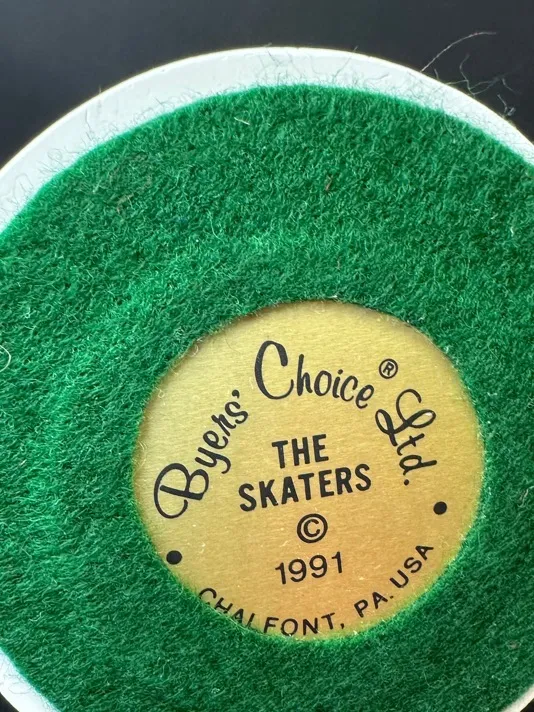 Byers' Choice® Ltd.
THE
SKATERS
©
1991
• CHALFONT, PA. USA •